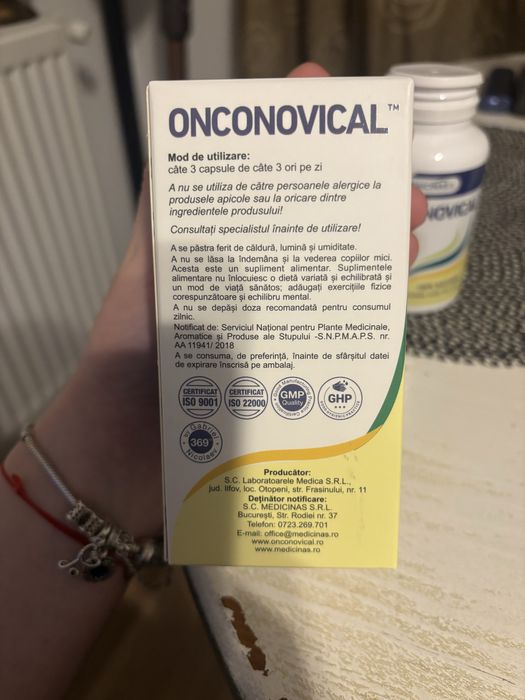 ONCONOVICAL™
Mod de utilizare:
câte 3 capsule de câte 3 ori pe zi
A nu se utiliza de către persoanele alergice la
produsele apicole sau la oricare dintre
ingredientele produsului!
Consultați specialistul înainte de utilizare!
A se păstra ferit de căldură, lumină și umiditate.
A nu se lăsa la îndemâna și la vederea copiilor mici.
Acesta este un supliment alimentar. Suplimentele
alimentare nu înlocuiesc o dietă variată și echilibrată și
un mod de viață sănătos; adăugați exercițiile fizice
corespunzătoare și echilibru mental.
A nu se depăși doza recomandată pentru consumul
zilnic.
Notificat de: Serviciul Național pentru Plante Medicinale,
Aromatice și Produse ale Stupului -S.N.P.M.A.P.S. nr.
AA 11941/ 2018
A se consuma, de preferință, înainte de sfârșitul datei
de expirare înscrisă pe ambalaj.
CERTIFICAT
ISO 9001
CERTIFICAT
ISO 22000
GMP
Quality
GHP
by Gabriel
369
Nicolaev
Producător:
S.C. Laboratoarele Medica S.R.L.,
jud. Ilfov, loc. Otopeni, str. Frasinului, nr. 11
Deținător notificare:
S.C. MEDICINAS S.R.L.
București, Str. Rodiei nr. 37
Telefon: 0723.269.701
E-mail: office@medicinas.ro
www.onconovical.ro
www.medicinas.ro
NOVICAL